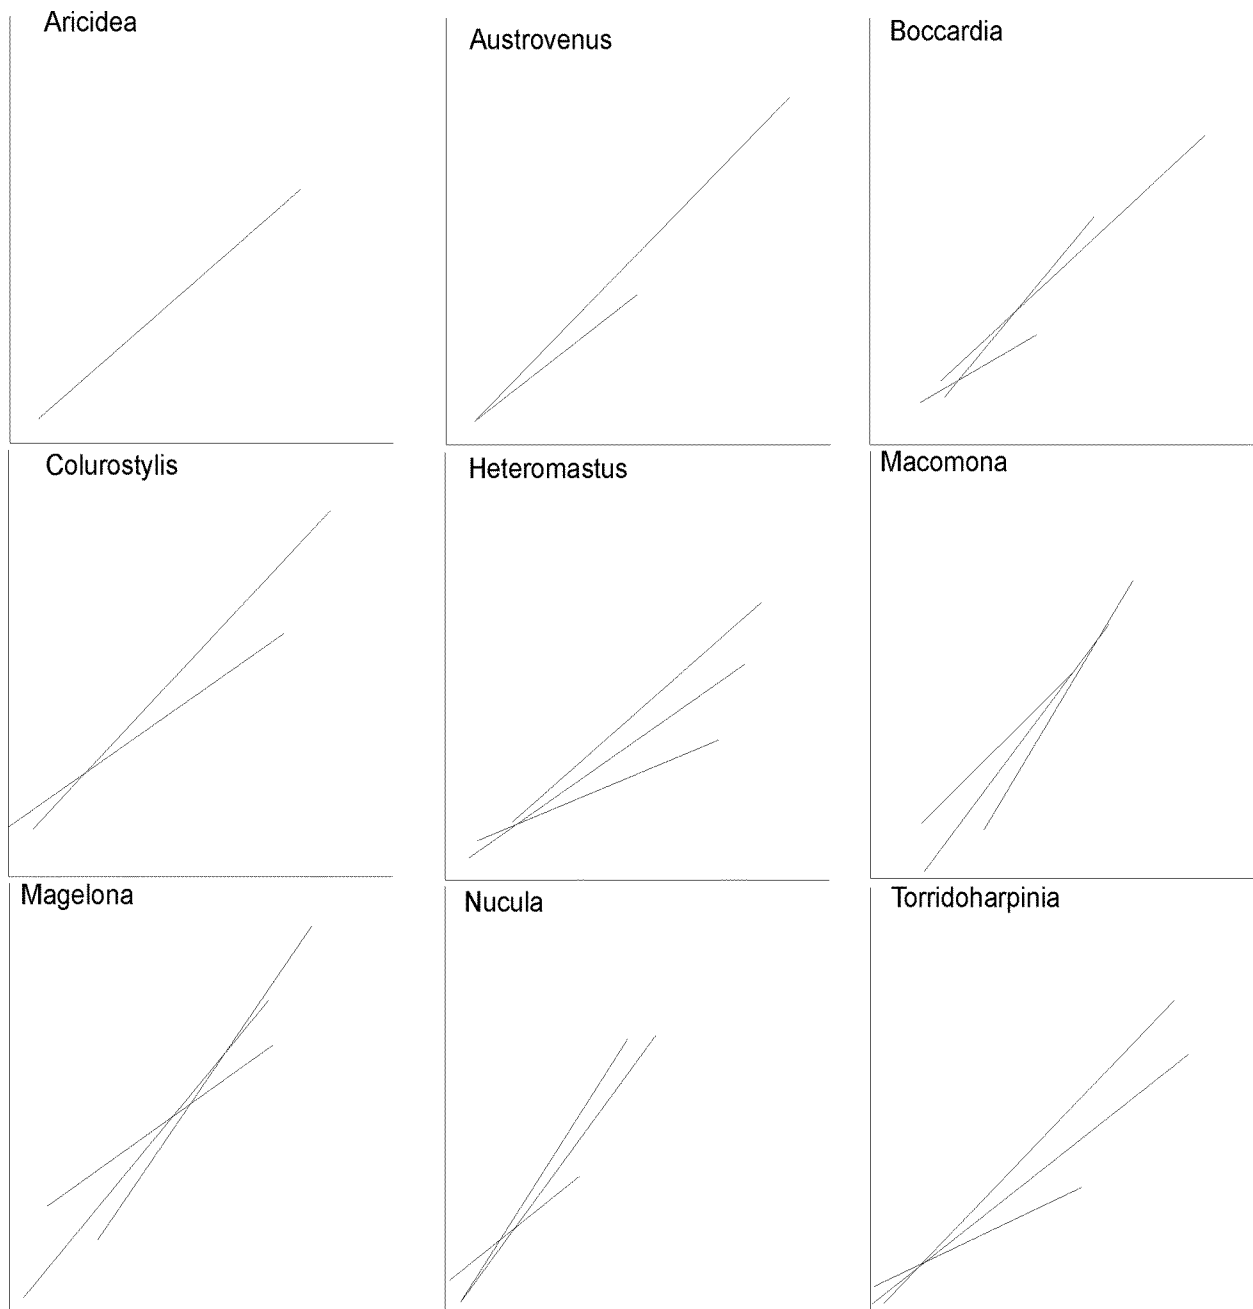 Aricidea
Austrovenus
Boccardia
Colurostylis
Heteromastus
Macomona
Magelona
Nucula
Torridoharpinia